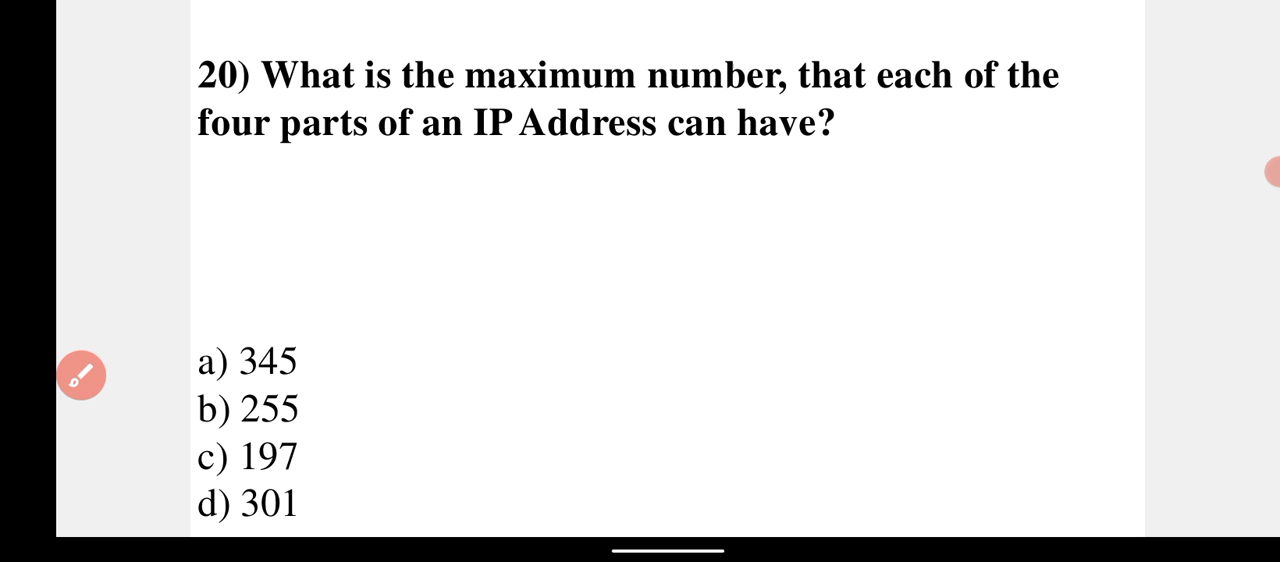 20) What is the maximum number, that each of the
four parts of an IP Address can have?
a) 345
b) 255
c) 197
d) 301